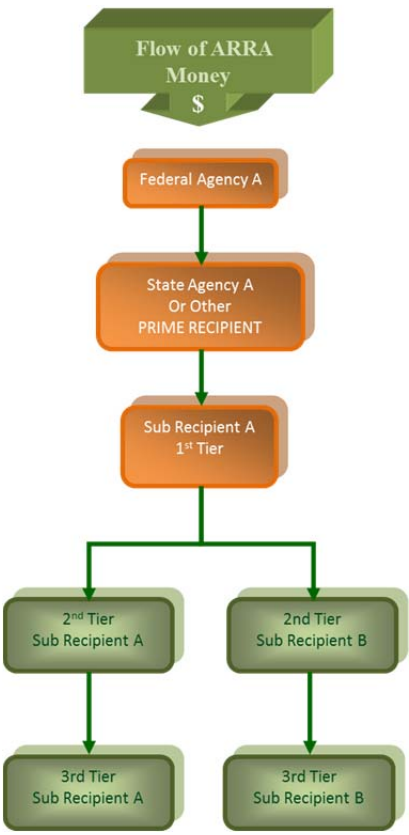 Flow of ARRA
Money
$
Federal Agency A
State Agency A
Or Other
PRIME RECIPIENT
Sub Recipient A
1st Tier
2nd Tier
Sub Recipient A
2nd Tier
Sub Recipient B
3rd Tier
Sub Recipient A
3rd Tier
Sub Recipient B